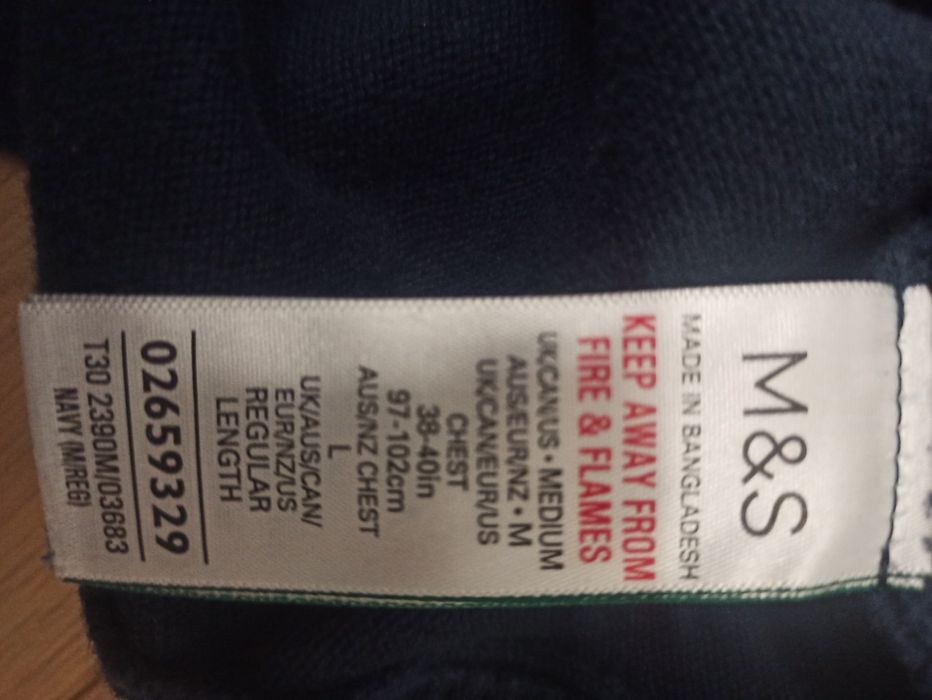 M&S
MADE IN BANGLADESH
KEEP AWAY FROM
FIRE & FLAMES
UK/CAN/US • MEDIUM
AUS/EUR/NZ • M
UK/CAN/EUR/US
CHEST
38-40in
97-102cm
AUS/NZ CHEST
L
UK/AUS/CAN/
EUR/NZ/US
REGULAR
LENGTH
02659329
T30 2390M/03683
NAVY (M/REG)